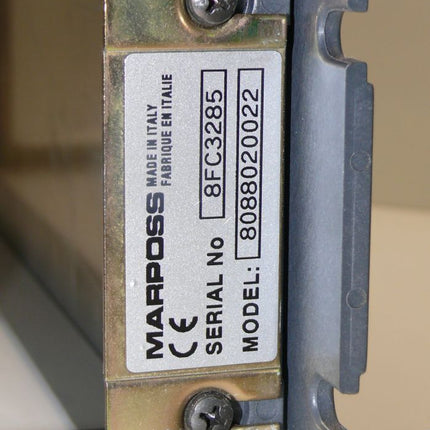 MARPOSS MADE IN ITALY
FABRIQUE EN ITALIE
CE
SERIAL No 8FC3285
MODEL: 8088020022